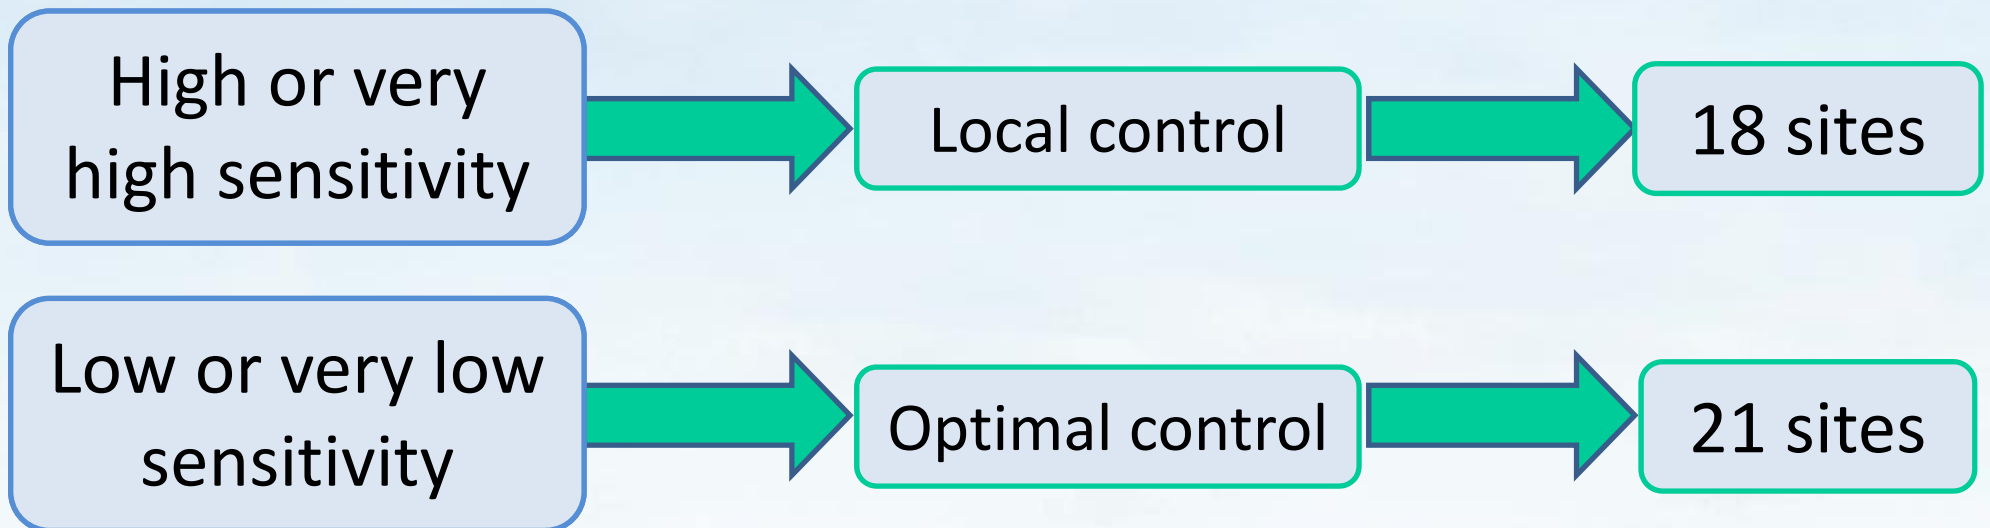 High or very
high sensitivity
Local control
18 sites
Low or very low
sensitivity
Optimal control
21 sites